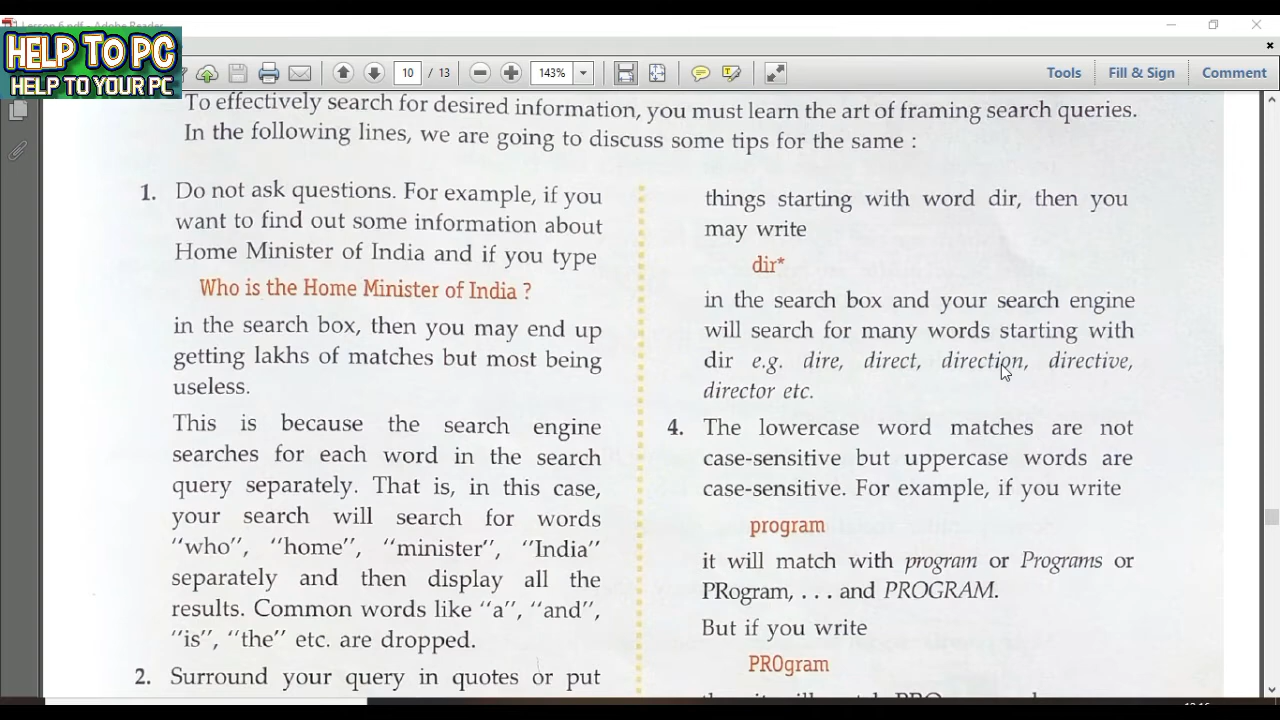 Lesson 6.pdf - Adobe Reader
HELP TO PC
HELP TO YOUR PC
10 / 13
143%
Tools
Fill & Sign
Comment
To effectively search for desired information, you must learn the art of framing search queries.
In the following lines, we are going to discuss some tips for the same :
1. Do not ask questions. For example, if you
want to find out some information about
Home Minister of India and if you type
Who is the Home Minister of India ?
in the search box, then you may end up
getting lakhs of matches but most being
useless.
This is because the search engine
searches for each word in the search
query separately. That is, in this case,
your search will search for words
"who", "home", "minister", "India"
separately and then display all the
results. Common words like "a", "and",
"is", "the" etc. are dropped.
2. Surround your query in quotes or put
things starting with word dir, then you
may write
dir*
in the search box and your search engine
will search for many words starting with
dir e.g. dire, direct, direction, directive,
director etc.
4. The lowercase word matches are not
case-sensitive but uppercase words are
case-sensitive. For example, if you write
program
it will match with program or Programs or
PRogram, . . . and PROGRAM.
But if you write
PROgram